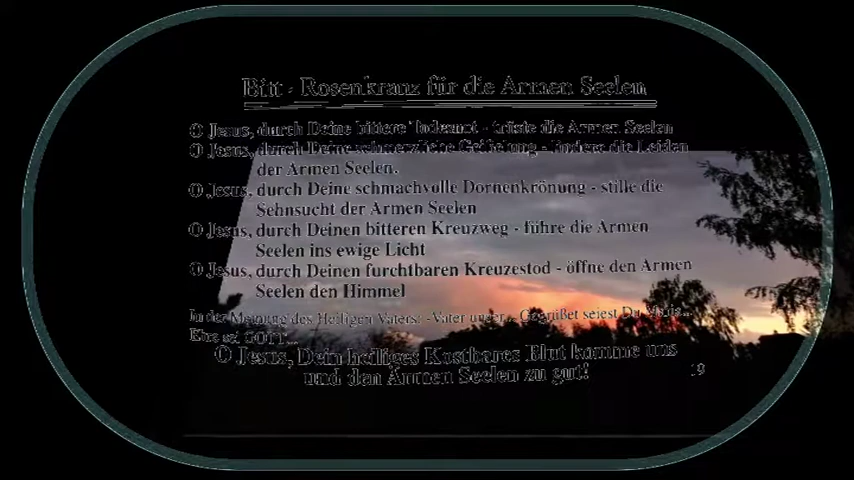 Bitt - Rosenkranz für die Armen Seelen
O Jesus, durch Deine bittere Todesangst - tröste die Armen Seelen
O Jesus, durch Deine schmerzliche Geißelung - lindere die Leiden
der Armen Seelen.
O Jesus, durch Deine schmachvolle Dornenkrönung - stille die
Sehnsucht der Armen Seelen
O Jesus, durch Deinen bitteren Kreuzweg - führe die Armen
Seelen ins ewige Licht
O Jesus, durch Deinen furchtbaren Kreuzestod - öffne den Armen
Seelen den Himmel
In der Meinung des Heiligen Vaters: -Vater unser - Gegrüßet seiest Du, Maria...
Ehre sei GOTT...
O Jesus, Dein heiliges Kostbares Blut komme uns
und den Armen Seelen zu gut!
19